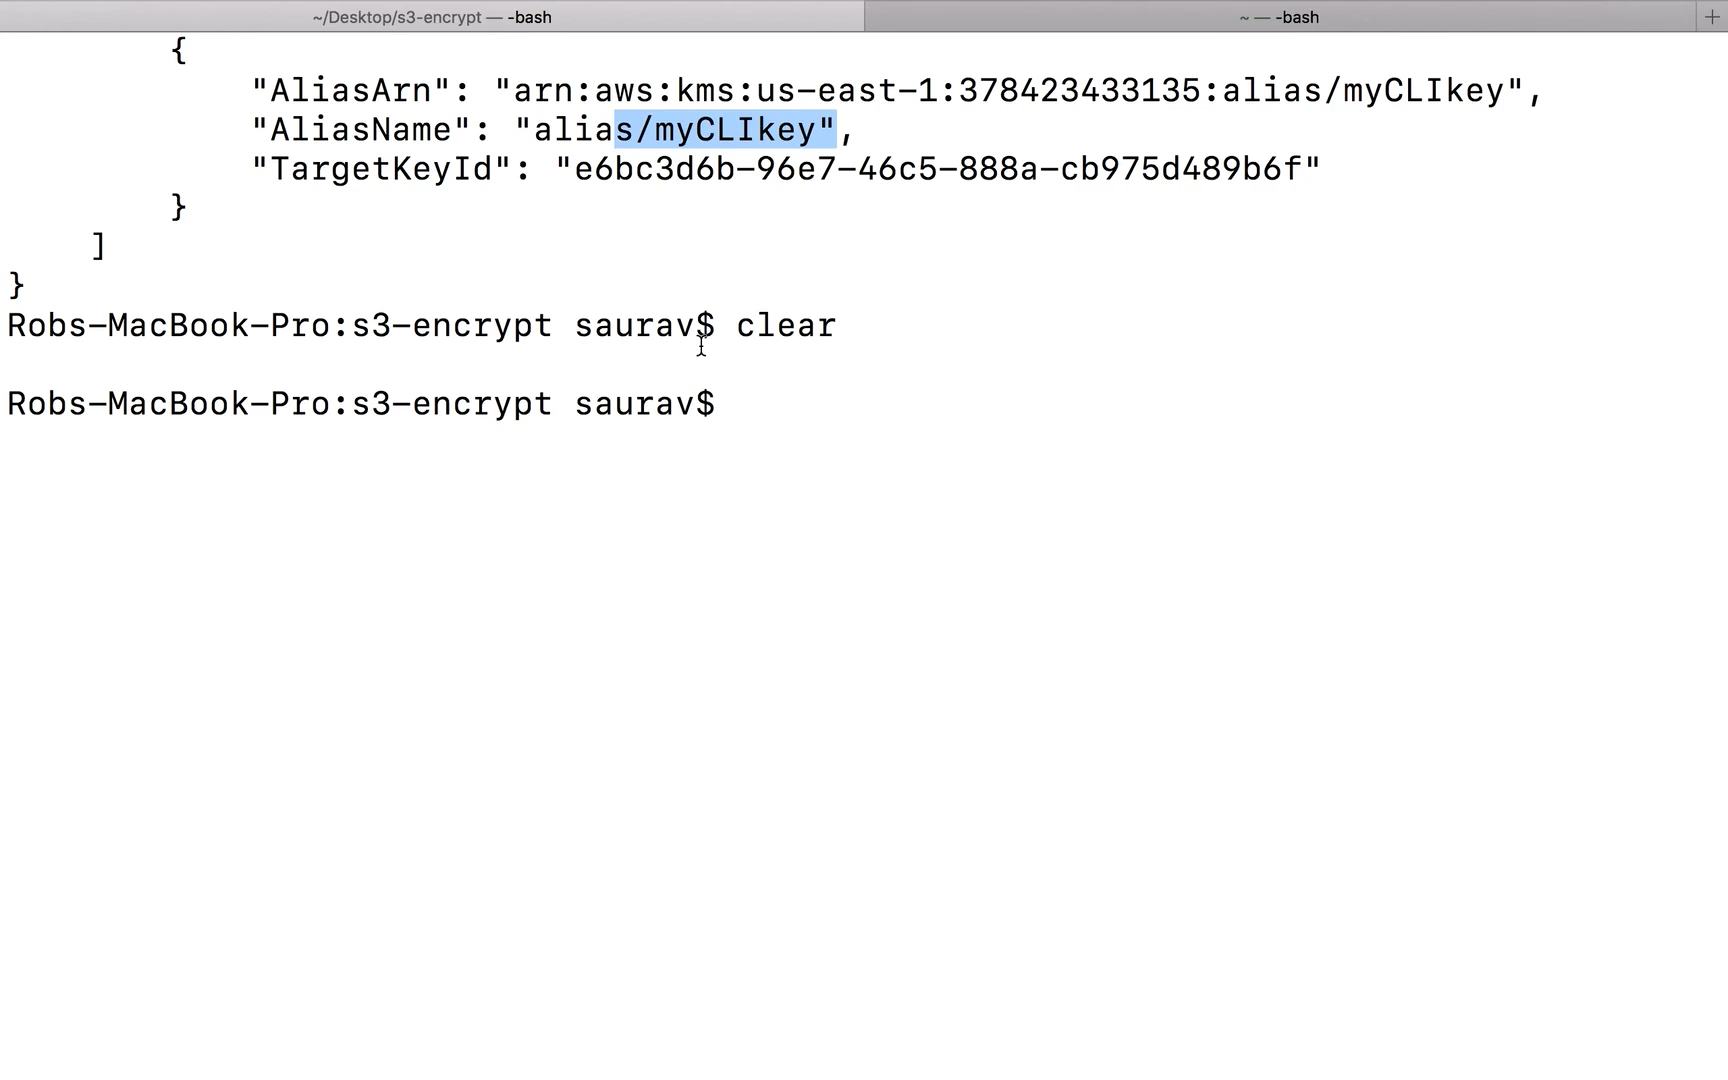 ~/Desktop/s3-encrypt — -bash
~ — -bash
{
"AliasArn": "arn:aws:kms:us-east-1:378423433135:alias/myCLIkey",
"AliasName": "alias/myCLIkey",
"TargetKeyId": "e6bc3d6b-96e7-46c5-888a-cb975d489b6f"
}
]
}
Robs-MacBook-Pro:s3-encrypt saurav$ clear
Robs-MacBook-Pro:s3-encrypt saurav$